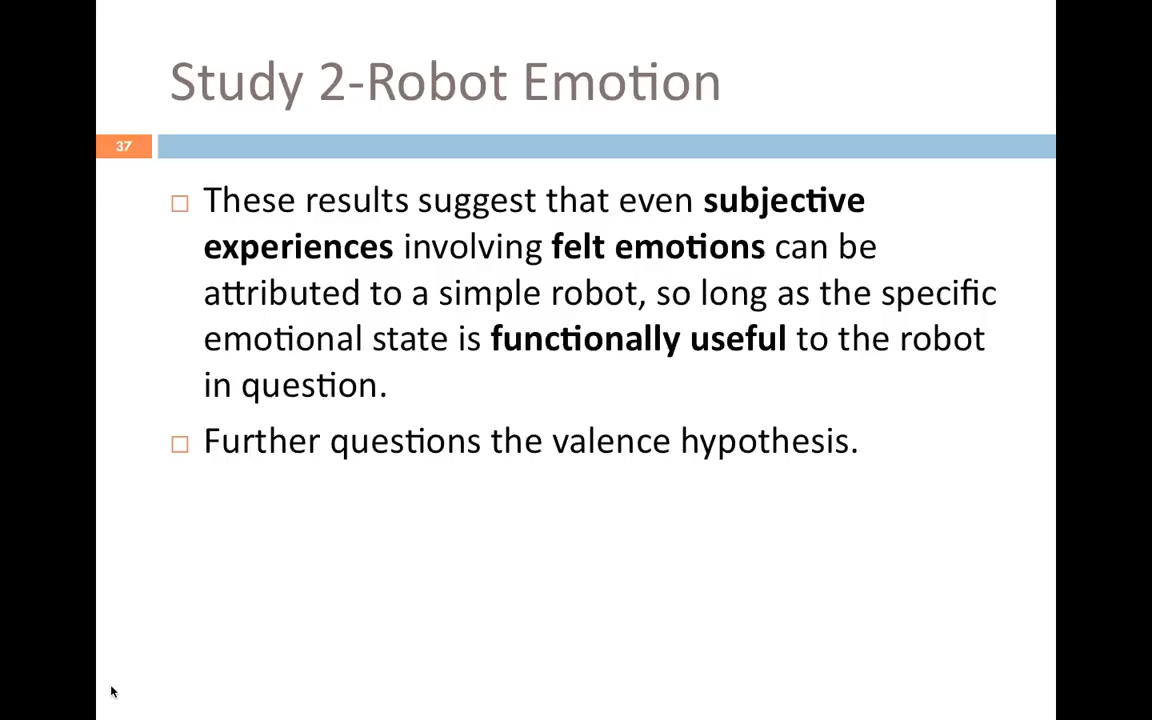 Study 2-Robot Emotion
37
These results suggest that even subjective
experiences involving felt emotions can be
attributed to a simple robot, so long as the specific
emotional state is functionally useful to the robot
in question.
Further questions the valence hypothesis.